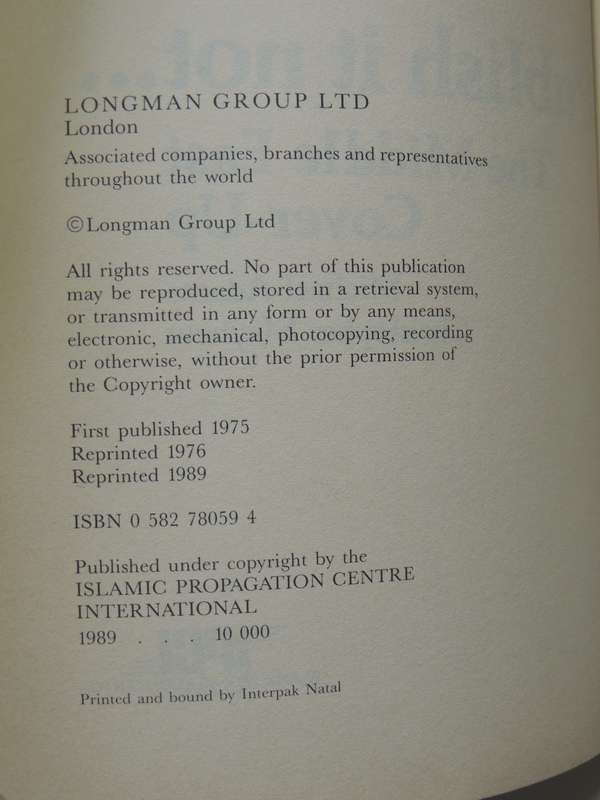 LONGMAN GROUP LTD
London
Associated companies, branches and representatives
throughout the world
©Longman Group Ltd
All rights reserved. No part of this publication
may be reproduced, stored in a retrieval system,
or transmitted in any form or by any means,
electronic, mechanical, photocopying, recording
or otherwise, without the prior permission of
the Copyright owner.
First published 1975
Reprinted 1976
Reprinted 1989
ISBN 0 582 78059 4
Published under copyright by the
ISLAMIC PROPAGATION CENTRE
INTERNATIONAL
1989 . . . 10 000
Printed and bound by Interpak Natal